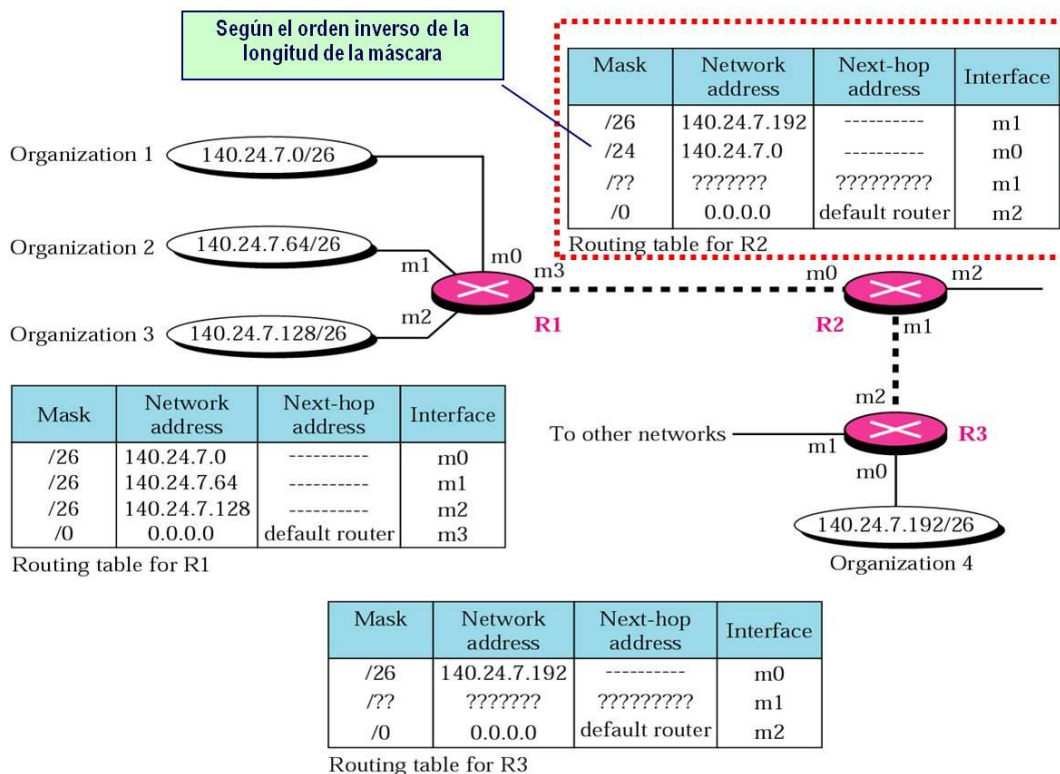 Según el orden inverso de la
longitud de la máscara
Mask Network address Next-hop address Interface
/26 140.24.7.192 ---------- m1
/24 140.24.7.0 ---------- m0
/?? ??????? ????????? m1
/0 0.0.0.0 default router m2
Routing table for R2
Organization 1 140.24.7.0/26
Organization 2 140.24.7.64/26
Organization 3 140.24.7.128/26
m0
m1
m2
m3
R1
m0
m2
R2
m1
m2
R3
To other networks
m1
m0
140.24.7.192/26
Organization 4
Mask Network address Next-hop address Interface
/26 140.24.7.0 ---------- m0
/26 140.24.7.64 ---------- m1
/26 140.24.7.128 ---------- m2
/0 0.0.0.0 default router m3
Routing table for R1
Mask Network address Next-hop address Interface
/26 140.24.7.192 ---------- m0
/?? ??????? ????????? m1
/0 0.0.0.0 default router m2
Routing table for R3